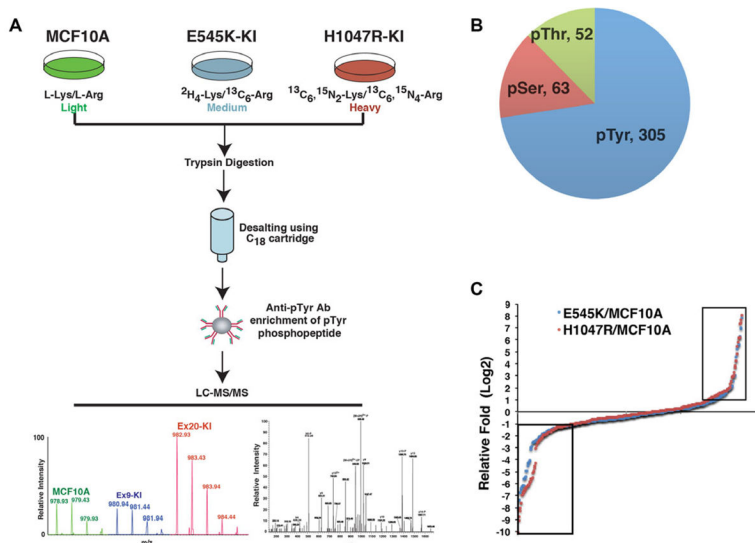 A
MCF10A
E545K-KI
H1047R-KI
L-Lys/L-Arg
²H₄-Lys/¹³C₆-Arg
¹³C₆,¹⁵N₂-Lys/¹³C₆,¹⁵N₄-Arg
Light
Medium
Heavy
Trypsin Digestion
Desalting using
C₁₈ cartridge
Anti-pTyr Ab
enrichment of pTyr
phosphopeptide
LC-MS/MS
Relative Intensity
100
0
MCF10A
978.93
979.43
979.93
Ex9-KI
980.94
981.44
981.94
Ex20-KI
982.93
983.43
983.94
984.44
m/z
Relative Intensity
B
pThr, 52
pSer, 63
pTyr, 305
C
E545K/MCF10A
H1047R/MCF10A
Relative Fold (Log2)
9
8
7
6
5
4
3
2
1
0
-1
-2
-3
-4
-5
-6
-7
-8
-9
-10